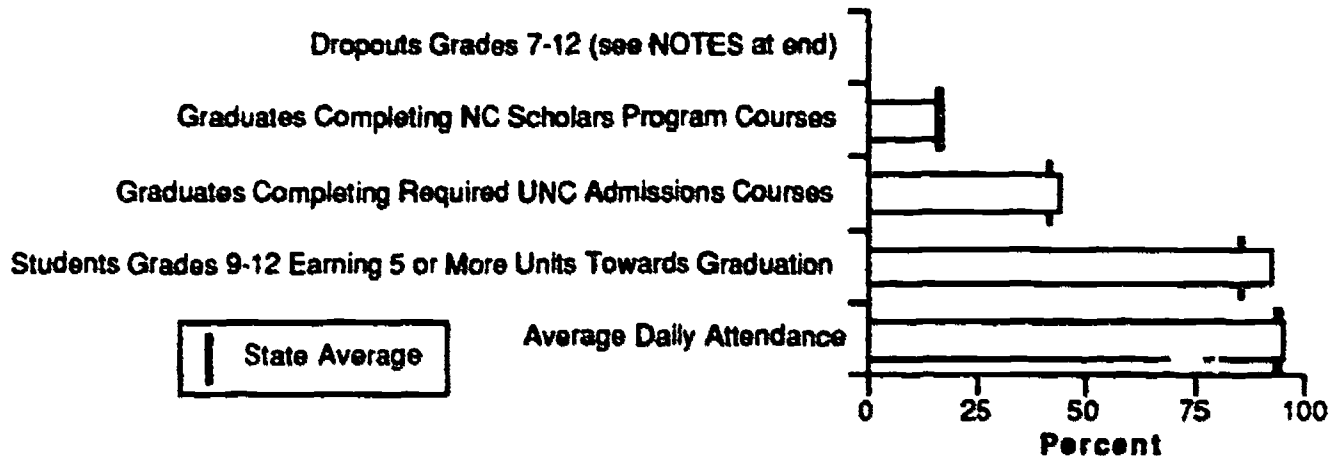 Dropouts Grades 7-12 (see NOTES at end)
Graduates Completing NC Scholars Program Courses
Graduates Completing Required UNC Admissions Courses
Students Grades 9-12 Earning 5 or More Units Towards Graduation
Average Daily Attendance
State Average
0 25 50 75 100
Percent